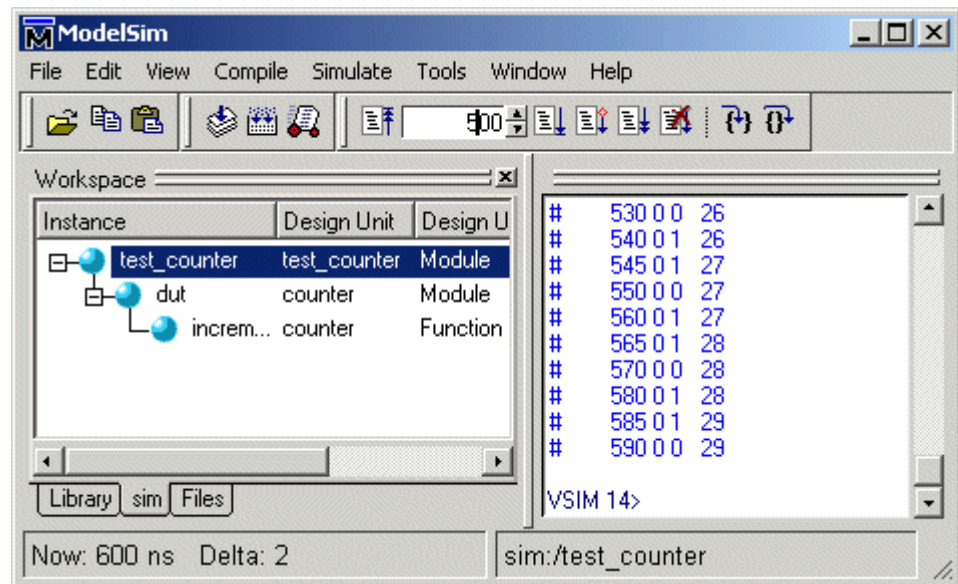 ModelSim
File Edit View Compile Simulate Tools Window Help
500
Workspace
Instance Design Unit Design U
test_counter test_counter Module
dut counter Module
increm... counter Function
Library sim Files
# 530 0 0 26
# 540 0 1 26
# 545 0 1 27
# 550 0 0 27
# 560 0 1 27
# 565 0 1 28
# 570 0 0 28
# 580 0 1 28
# 585 0 1 29
# 590 0 0 29
VSIM 14>
Now: 600 ns Delta: 2
sim:/test_counter